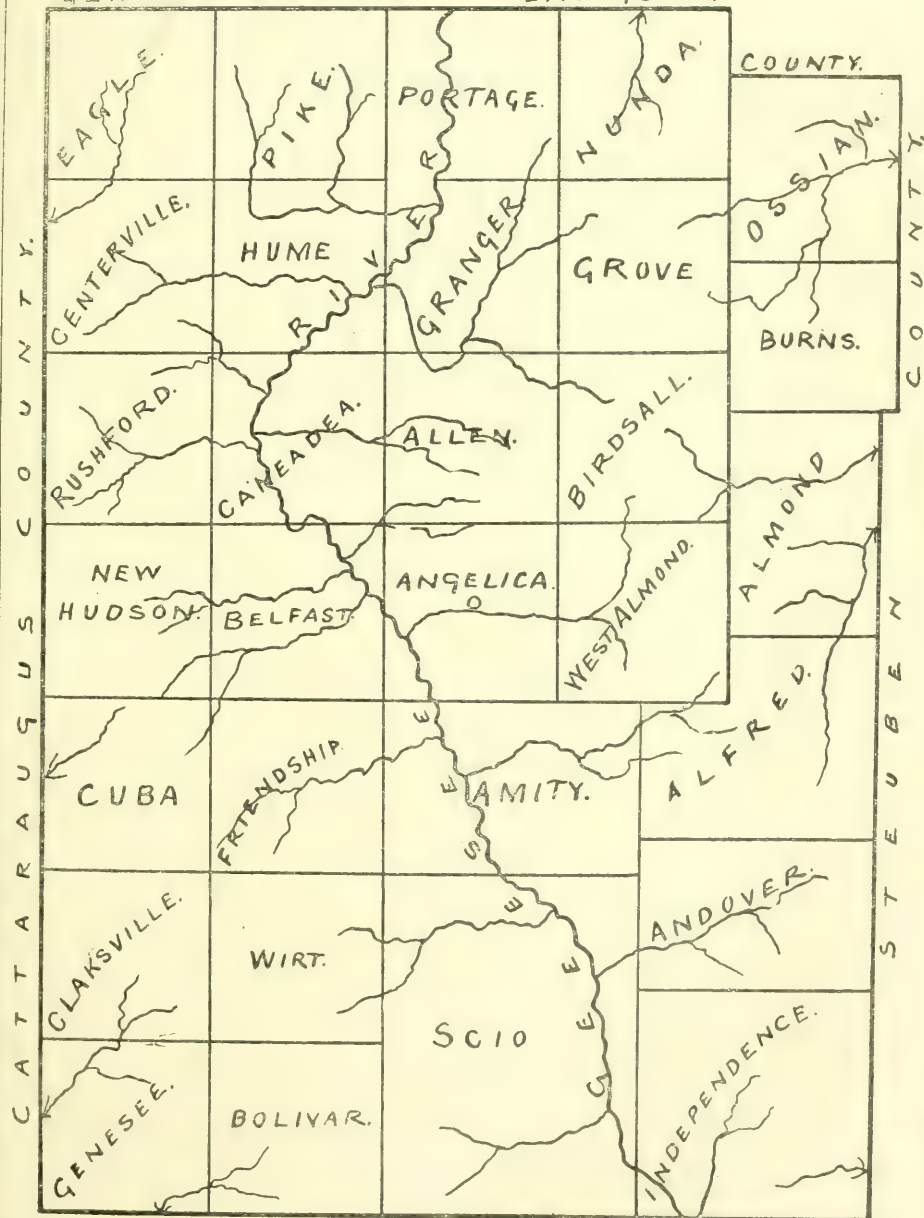 COUNTY.
EAGLE.
PIKE.
PORTAGE.
NUNDA.
OSSIAN.
CENTERVILLE.
HUME
GRANGER
GROVE
BURNS.
RUSHFORD.
CANEADEA.
ALLEN.
BIRDSALL.
ALMOND
NEW
HUDSON.
BELFAST.
ANGELICA.
WEST ALMOND.
CUBA
FRIENDSHIP.
AMITY.
ALFRED.
CLAKSVILLE.
WIRT.
SCIO
ANDOVER.
GENESEE.
BOLIVAR.
INDEPENDENCE.
GENESEE RIVER
CATTARAUGUS COUNTY.
STEUBEN COUNTY.